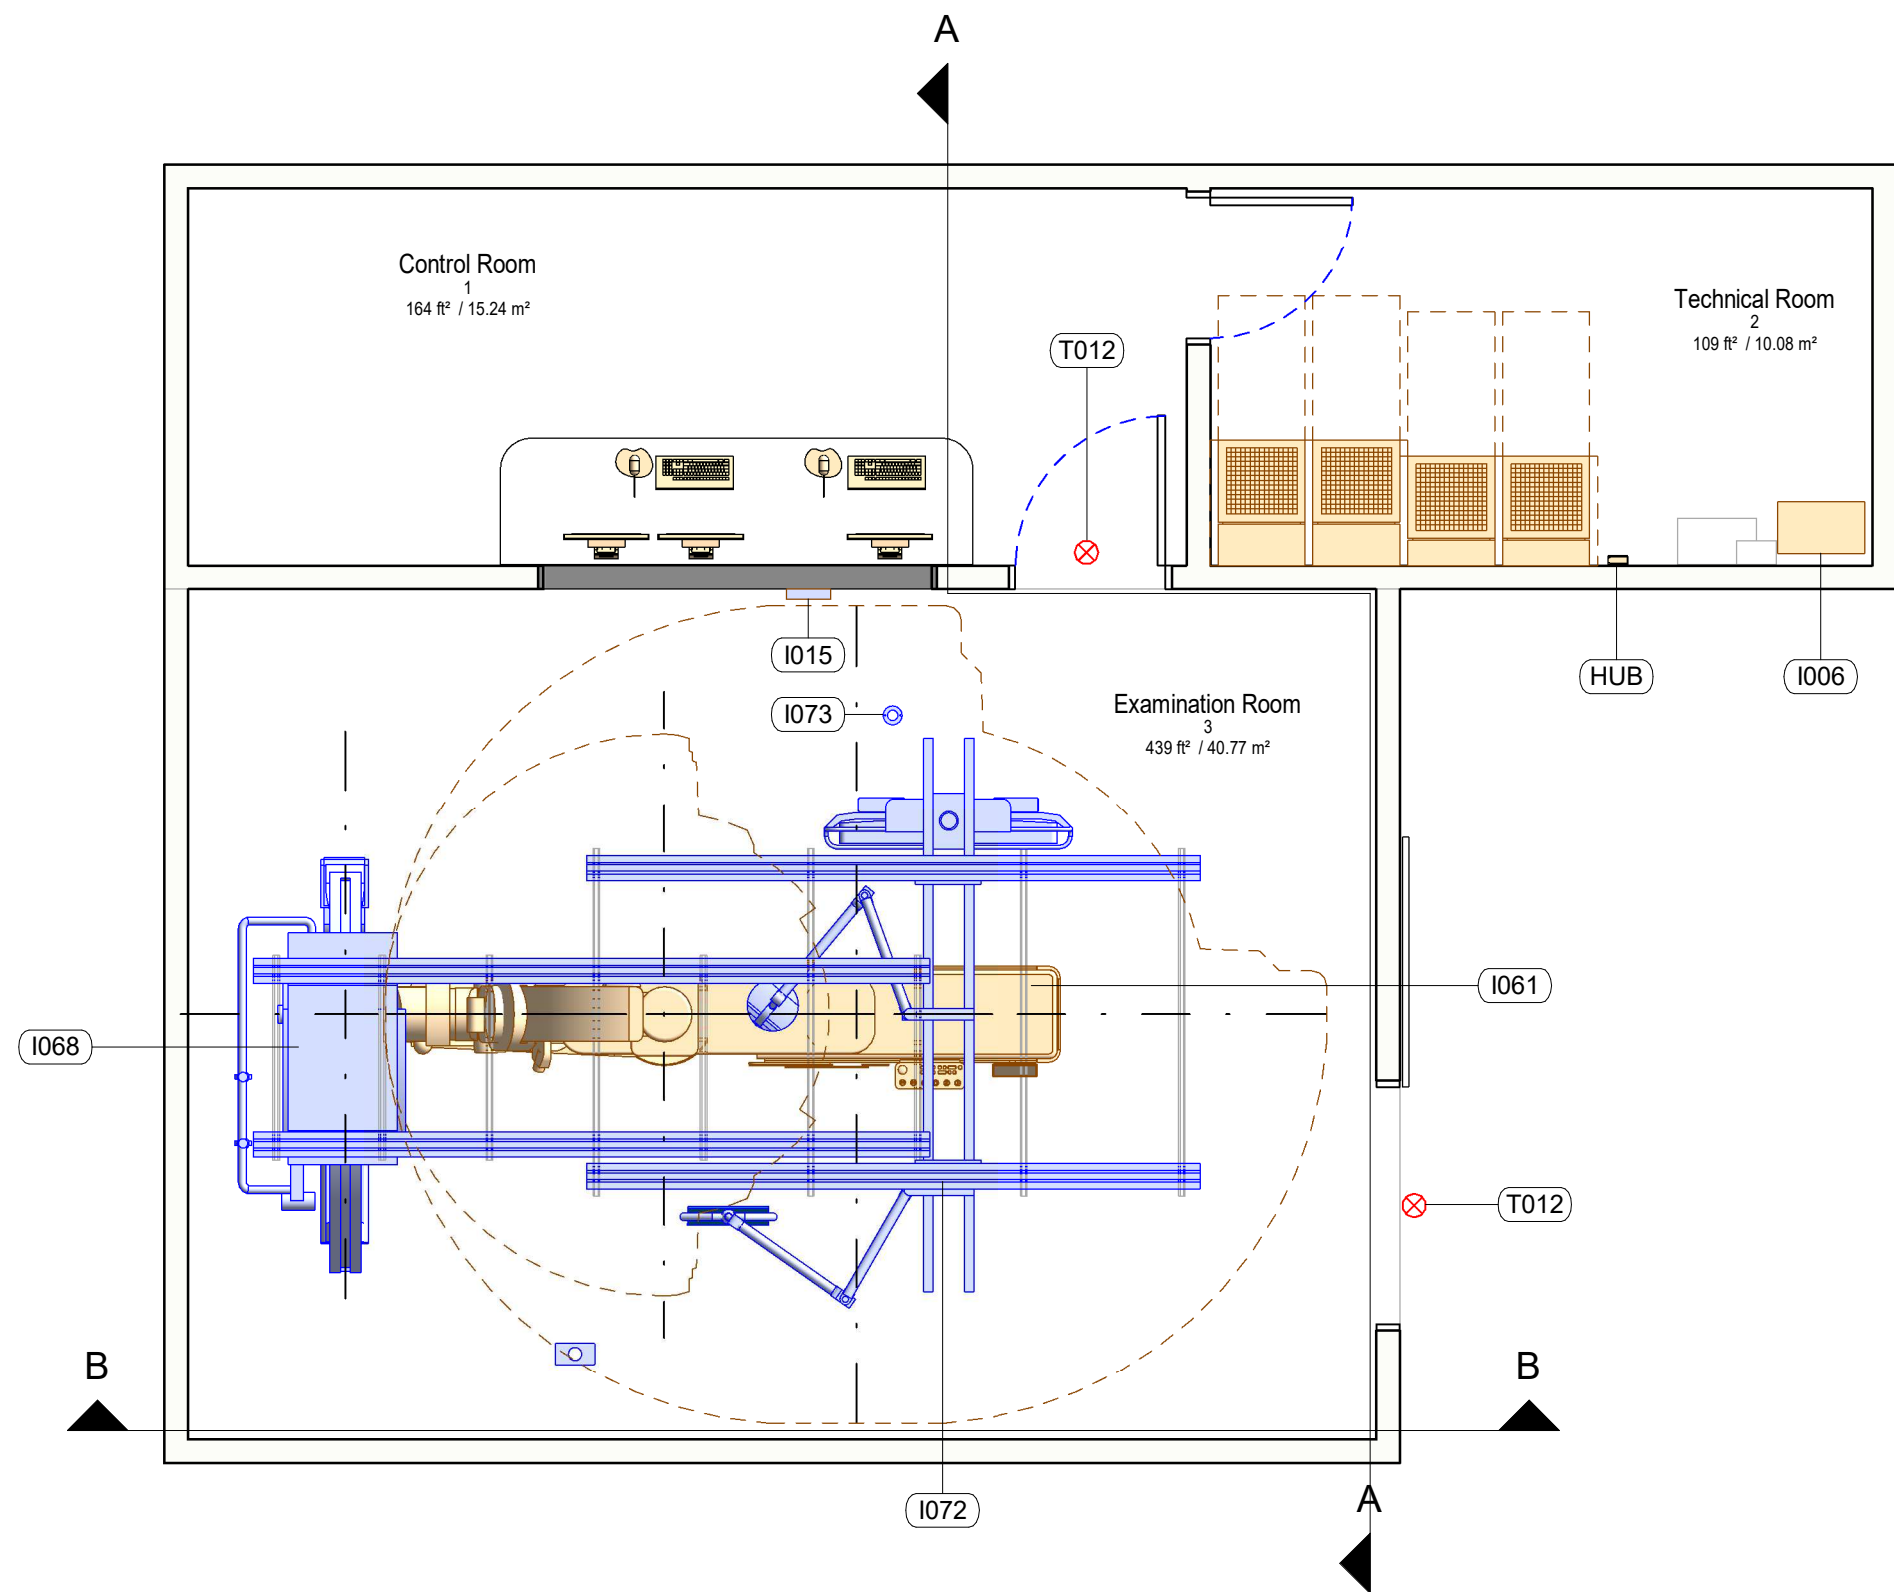 A
Control Room
1
164 ft² / 15.24 m²
Technical Room
2
109 ft² / 10.08 m²
T012
I015
HUB
I006
I073
Examination Room
3
439 ft² / 40.77 m²
I061
I068
T012
B
B
I072
A